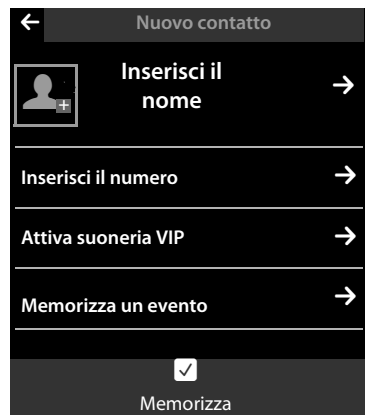 Nuovo contatto
Inserisci il
nome
Inserisci il numero
Attiva suoneria VIP
Memorizza un evento
Memorizza